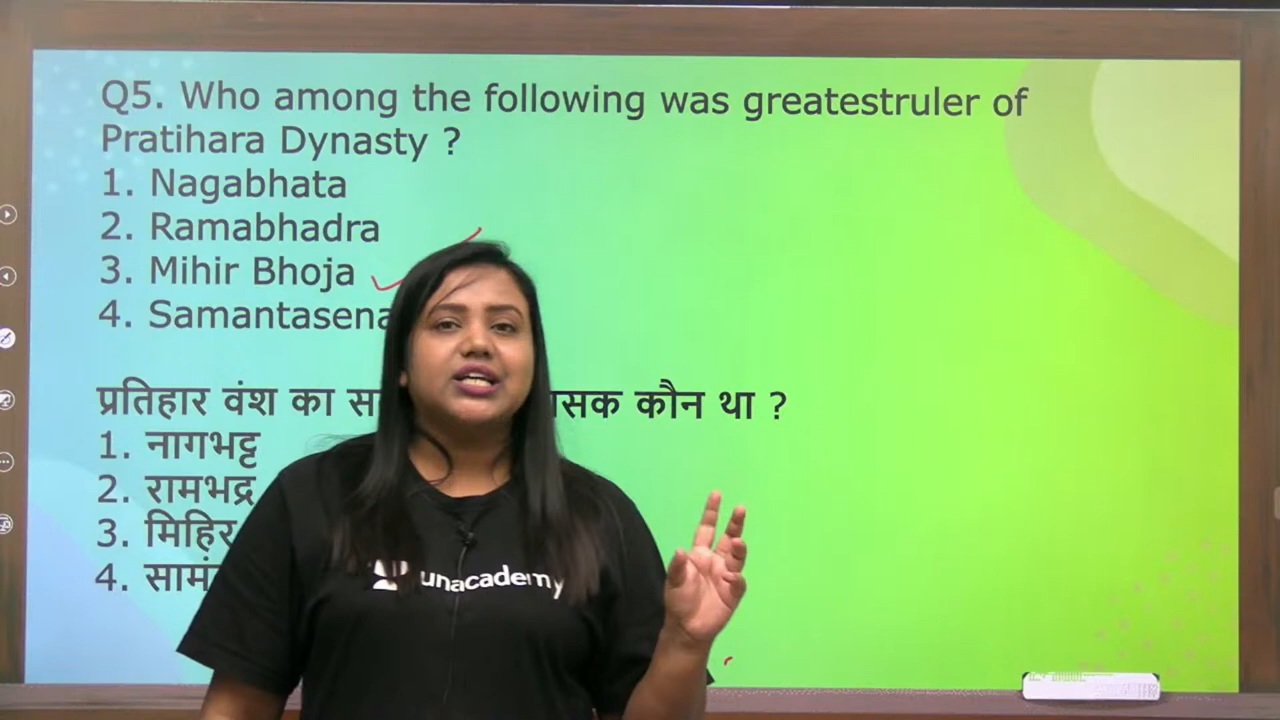 Q5. Who among the following was greatestruler of
Pratihara Dynasty ?
1. Nagabhata
2. Ramabhadra
3. Mihir Bhoja
4. Samantasena
प्रतिहार वंश का कौन था ?
1. नागभट्ट
2. रामभद्र
3. मिहिर
4.
unacademy